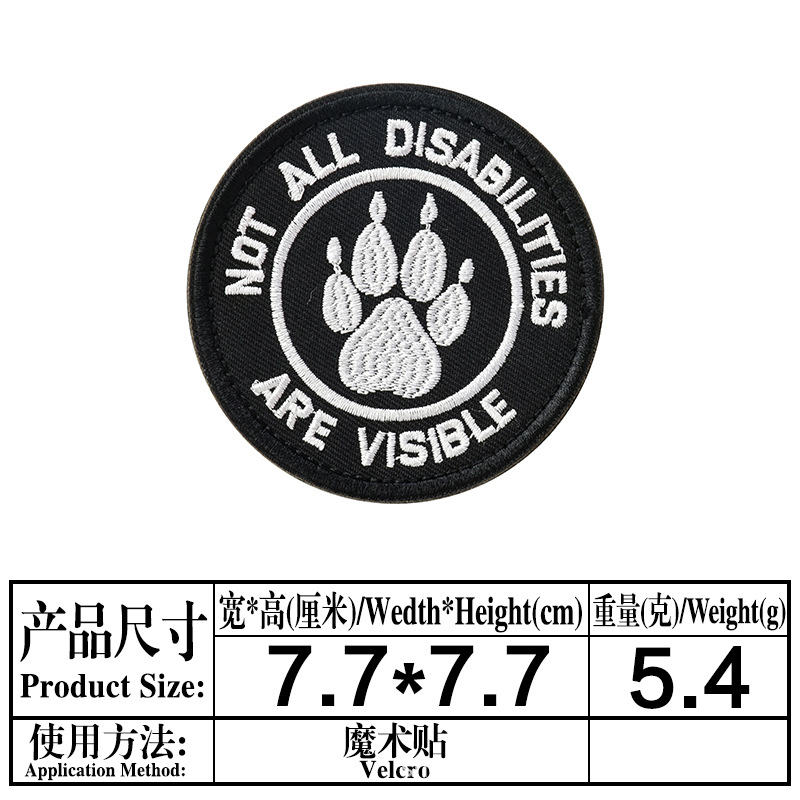 NOT ALL DISABILITIES
ARE VISIBLE
产品尺寸
Product Size:
宽*高(厘米)/Wedth*Height(cm)
重量(克)/Weight(g)
7.7*7.7
5.4
使用方法:
Application Method:
魔术贴
Velcro